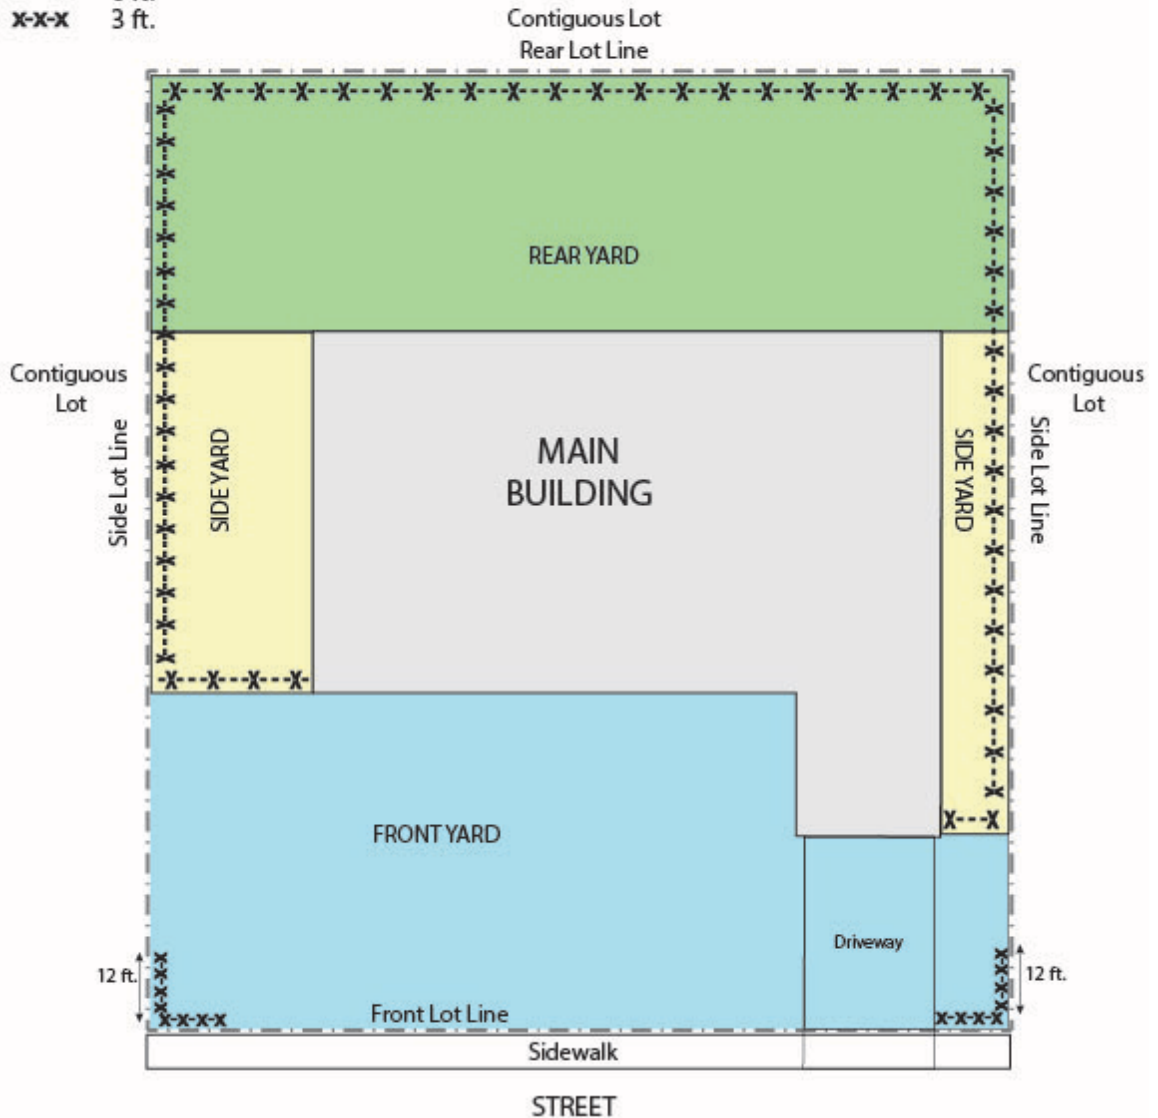 x-x-x 3 ft.
Contiguous Lot
Rear Lot Line
REAR YARD
Contiguous
Lot
Side Lot Line
SIDE YARD
MAIN
BUILDING
SIDE YARD
Side Lot Line
Contiguous
Lot
FRONT YARD
Driveway
12 ft.
12 ft.
Front Lot Line
Sidewalk
STREET